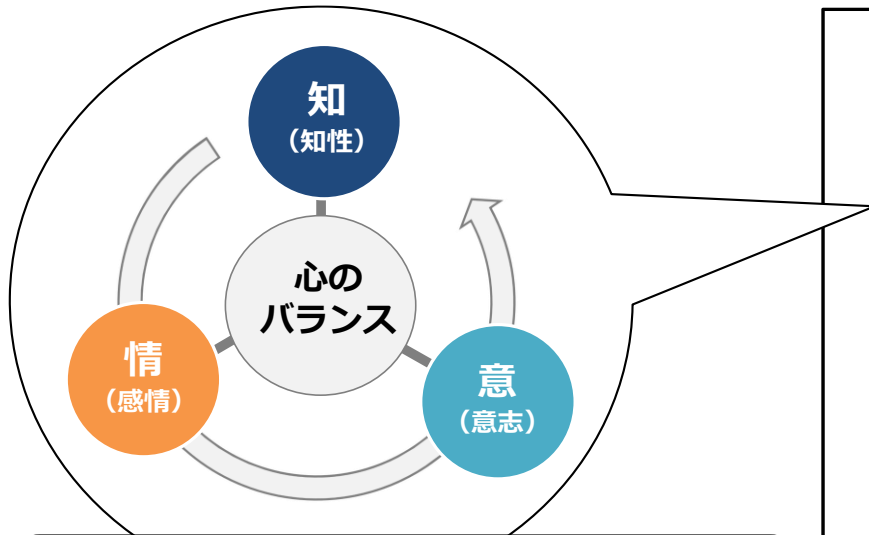 知
（知性）
心の
バランス
情
（感情）
意
（意志）